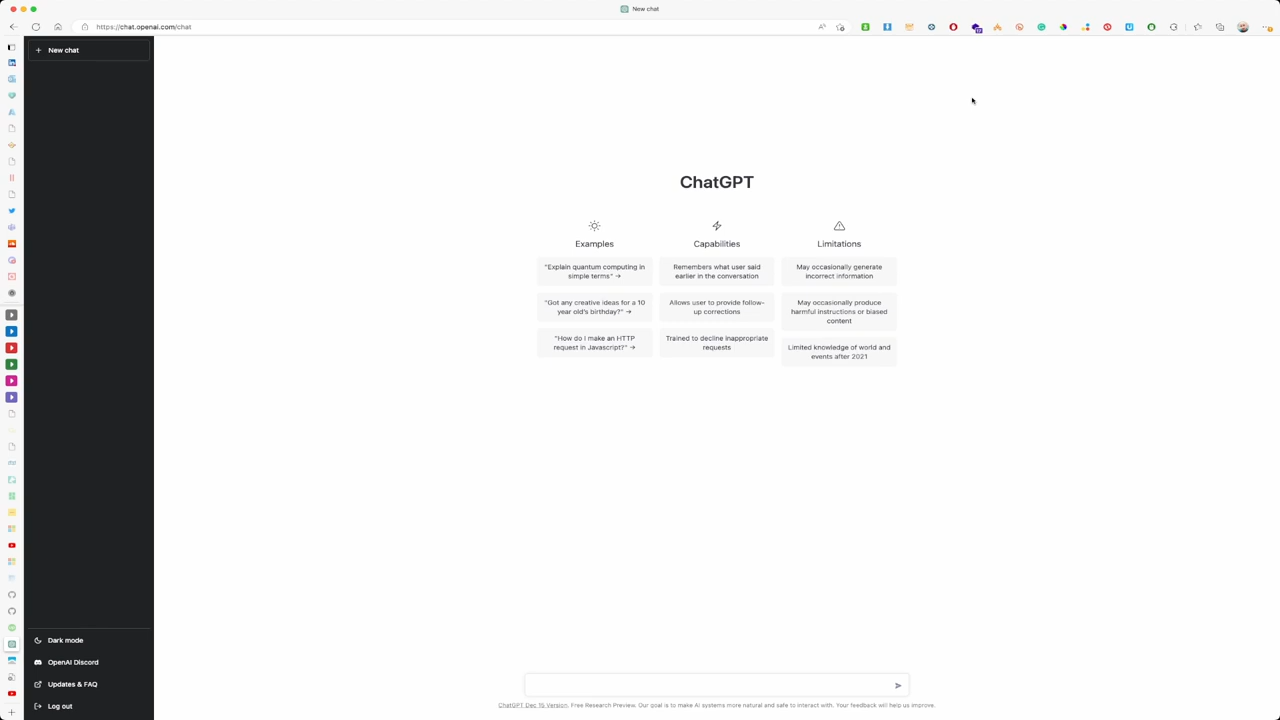 New chat
https://chat.openai.com/chat
New chat
ChatGPT
Examples
"Explain quantum computing in
simple terms" →
"Got any creative ideas for a 10
year old's birthday?" →
"How do I make an HTTP
request in Javascript?" →
Capabilities
Remembers what user said
earlier in the conversation
Allows user to provide follow-
up corrections
Trained to decline inappropriate
requests
Limitations
May occasionally generate
incorrect information
May occasionally produce
harmful instructions or biased
content
Limited knowledge of world and
events after 2021
Dark mode
OpenAI Discord
Updates & FAQ
Log out
ChatGPT Dec 15 Version. Free Research Preview. Our goal is to make AI systems more natural and safe to interact with. Your feedback will help us improve.